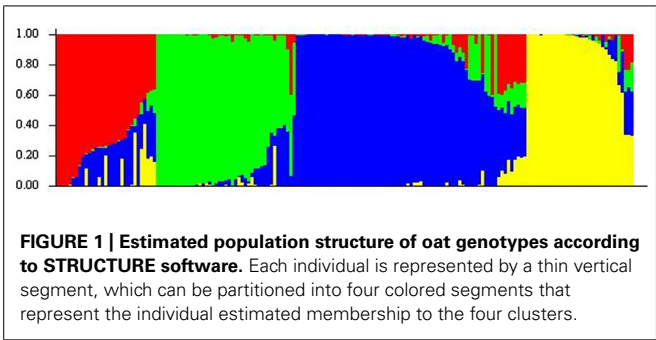 1.00
0.80
0.60
0.40
0.20
0.00
FIGURE 1 | Estimated population structure of oat genotypes according
to STRUCTURE software. Each individual is represented by a thin vertical
segment, which can be partitioned into four colored segments that
represent the individual estimated membership to the four clusters.